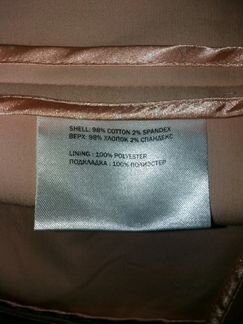 SHELL: 98% COTTON 2% SPANDEX
ВЕРХ: 98% ХЛОПОК 2% СПАНДЕКС
LINING : 100% POLYESTER
ПОДКЛАДКА : 100% ПОЛИЭСТЕР